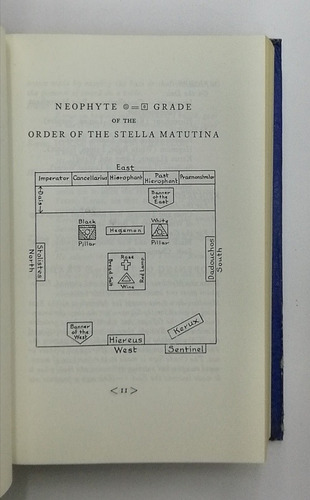 NEOPHYTE ⓪=⓪ GRADE
OF THE
ORDER OF THE STELLA MATUTINA
East
Imperator Cancellarius Hierophant Past Hierophant Praemonstrator
Dais
Banner of the East
Black Pillar
Hegemon
White Pillar
Stolistes
North
Rose
Bread Salt
Red Lamp
Wine
Dadouchos
South
Banner of the West
Kerux
Hiereus
West
Sentinel
< 11 >